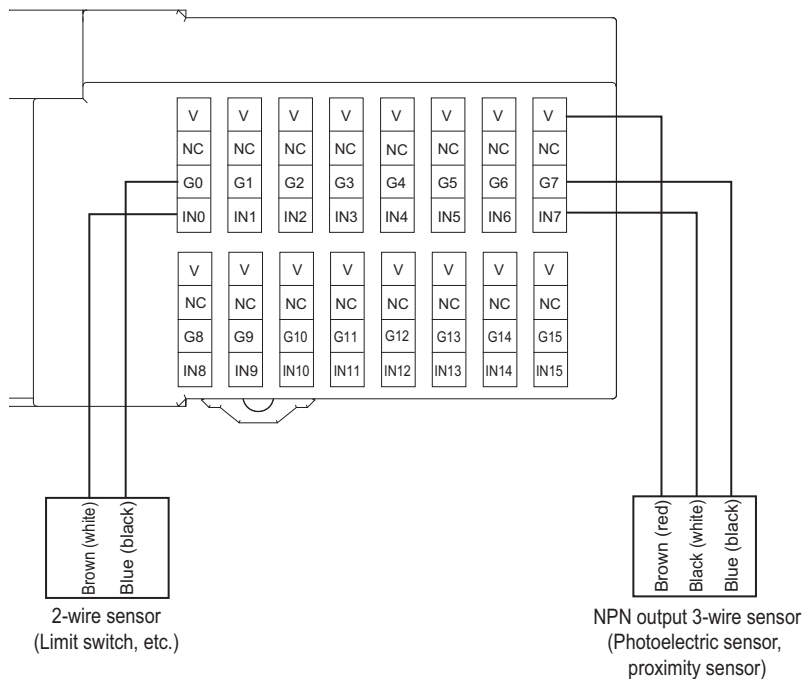 V V V V V V V V
NC NC NC NC NC NC NC NC
G0 G1 G2 G3 G4 G5 G6 G7
IN0 IN1 IN2 IN3 IN4 IN5 IN6 IN7
V V V V V V V V
NC NC NC NC NC NC NC NC
G8 G9 G10 G11 G12 G13 G14 G15
IN8 IN9 IN10 IN11 IN12 IN13 IN14 IN15
Brown (white)
Blue (black)
2-wire sensor
(Limit switch, etc.)
Brown (red)
Black (white)
Blue (black)
NPN output 3-wire sensor
(Photoelectric sensor,
proximity sensor)